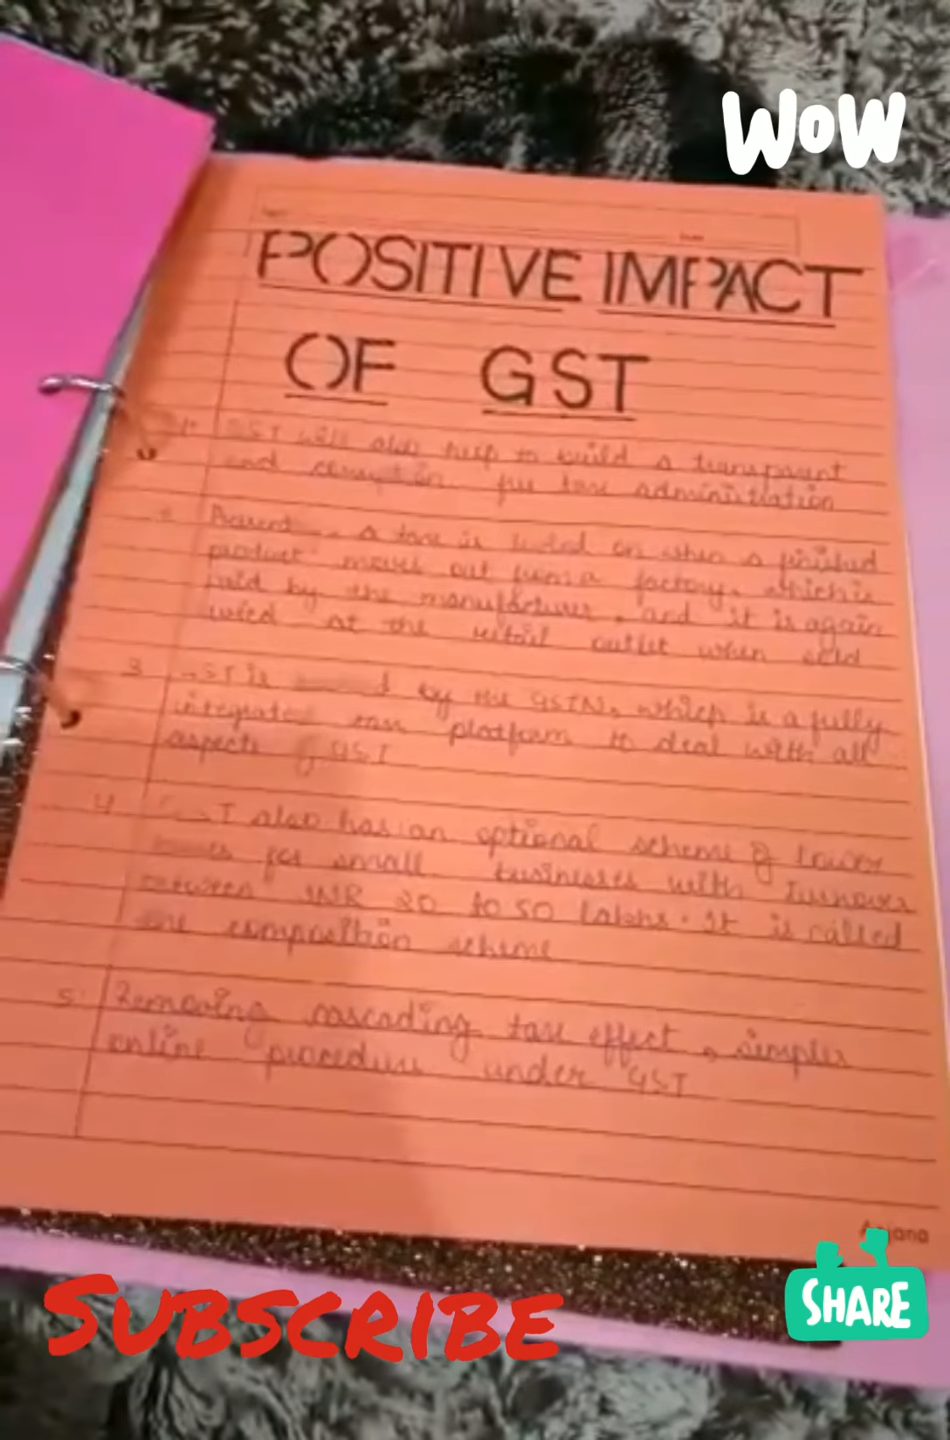 WOW
POSITIVE IMPACT
OF GST
1. GST will also help to build a transparent
and corruption free tax administration
2. Present a tax is levied on when a finished
product moves out from a factory, which is
paid by the manufacturer, and it is again
levied at the retail outlet when sold
3. GST is by the GSTN, which is a fully
integrated tax platform to deal with all
aspects of GST
4. GST also has an optional scheme of lower
taxes for small businesses with turnover
between INR 20 to 50 lakhs. It is called
the composition scheme
5. Removing cascading tax effect, simpler
online procedure under GST
Anjana
SHARE
SUBSCRIBE